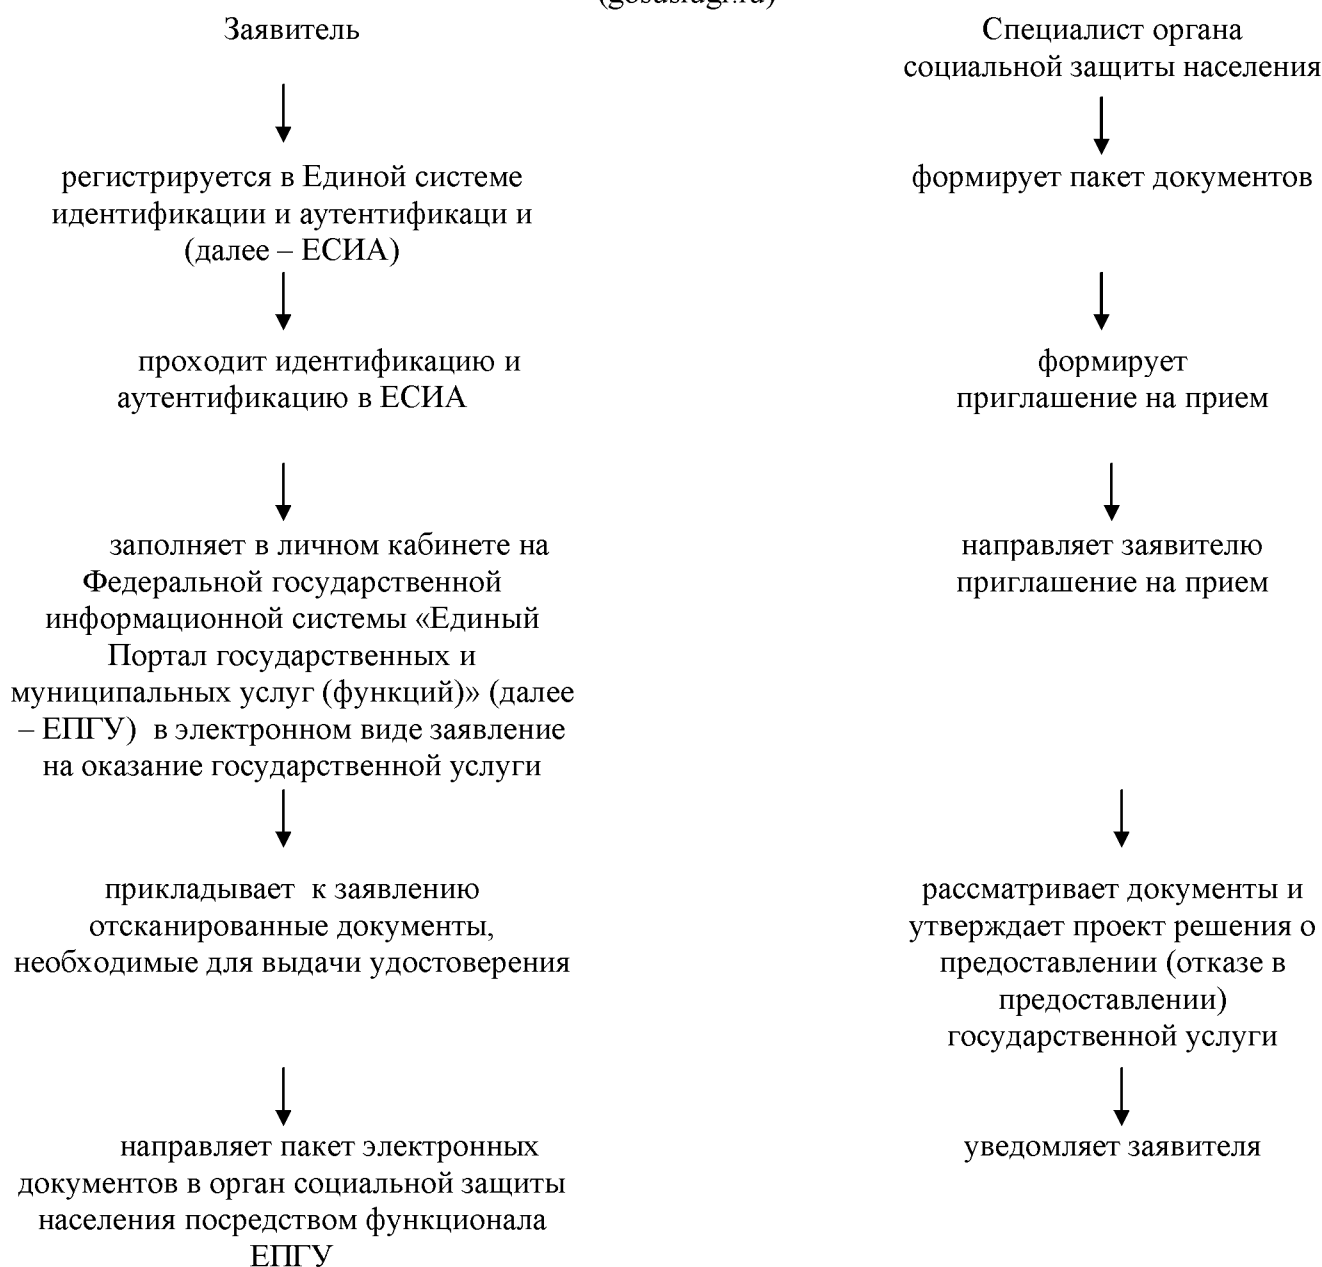 Заявитель
регистрируется в Единой системе
идентификации и аутентификаци и
(далее – ЕСИА)
проходит идентификацию и
аутентификацию в ЕСИА
заполняет в личном кабинете на
Федеральной государственной
информационной системы «Единый
Портал государственных и
муниципальных услуг (функций)» (далее
– ЕПГУ)  в электронном виде заявление
на оказание государственной услуги
прикладывает  к заявлению
отсканированные документы,
необходимые для выдачи удостоверения
направляет пакет электронных
документов в орган социальной защиты
населения посредством функционала
ЕПГУ
Специалист органа
социальной защиты населения
формирует пакет документов
формирует
приглашение на прием
направляет заявителю
приглашение на прием
рассматривает документы и
утверждает проект решения о
предоставлении (отказе в
предоставлении)
государственной услуги
уведомляет заявителя